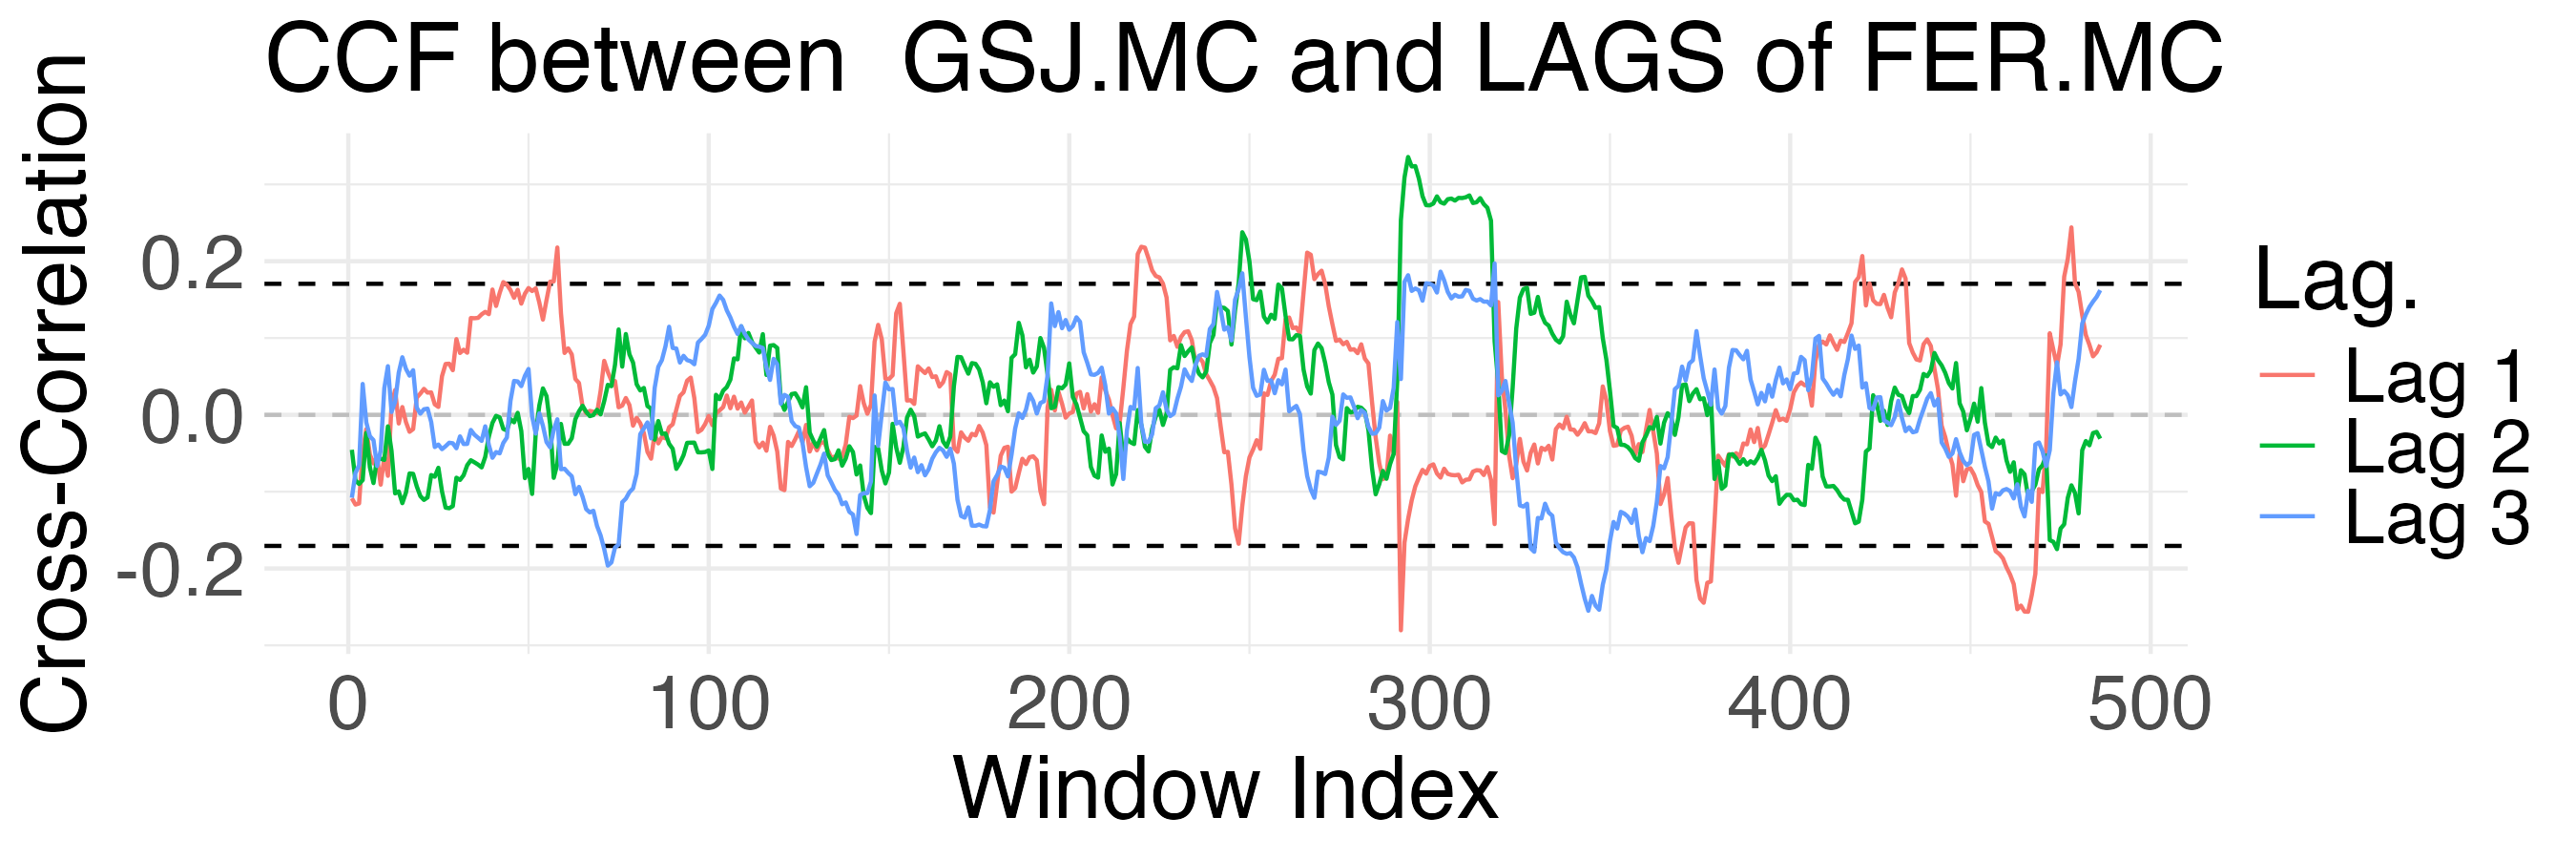 CCF between  GSJ.MC and LAGS of FER.MC
Cross-Correlation
0.2
0.0
-0.2
0 100 200 300 400 500
Window Index
Lag.
Lag 1
Lag 2
Lag 3